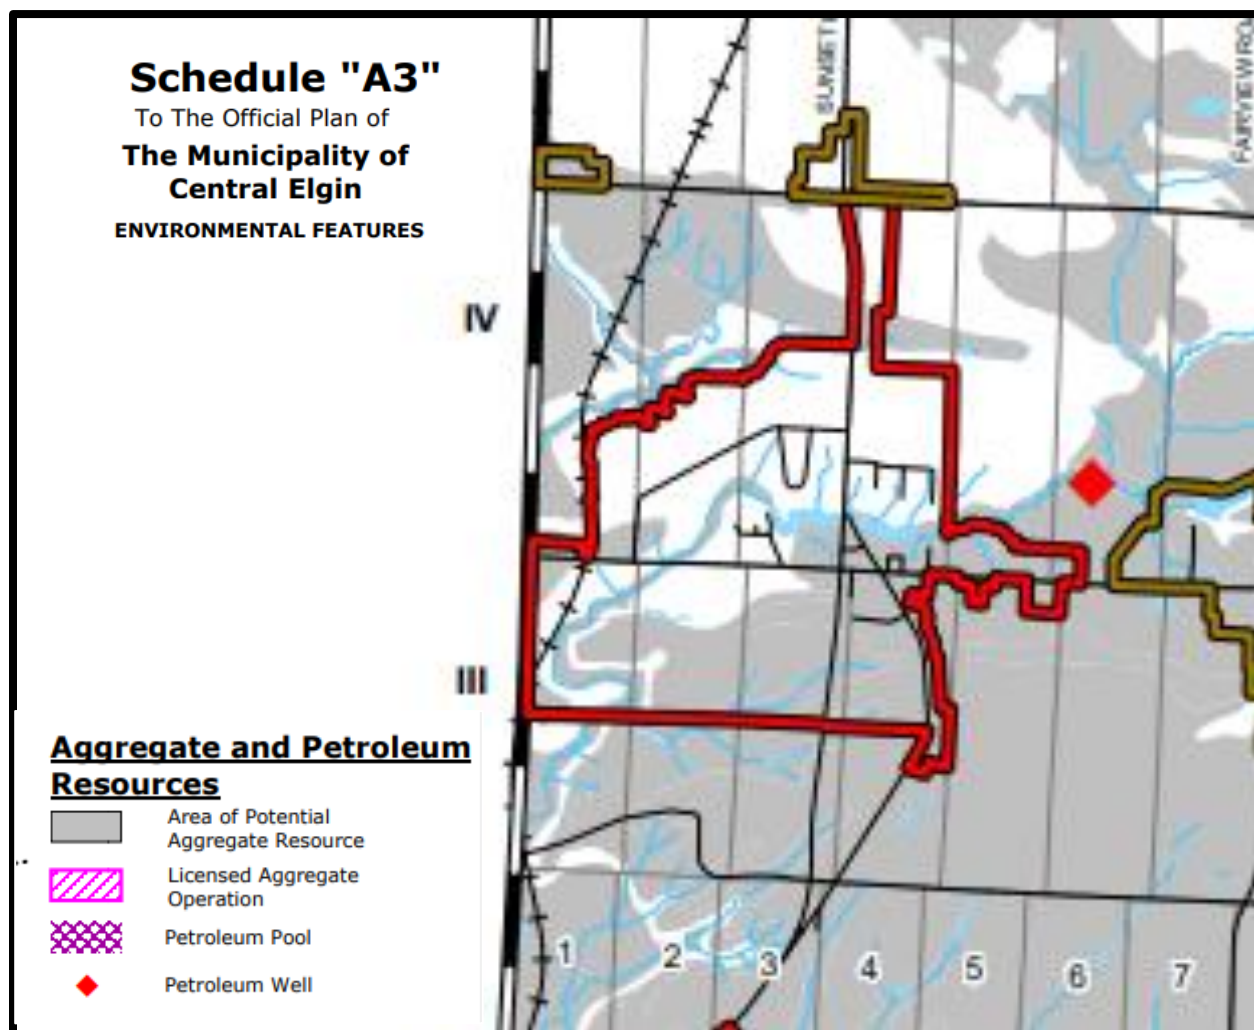 Schedule "A3"
To The Official Plan of
The Municipality of
Central Elgin
ENVIRONMENTAL FEATURES
IV
III
Aggregate and Petroleum
Resources
Area of Potential
Aggregate Resource
Licensed Aggregate
Operation
Petroleum Pool
Petroleum Well
1
2
3
4
5
6
7